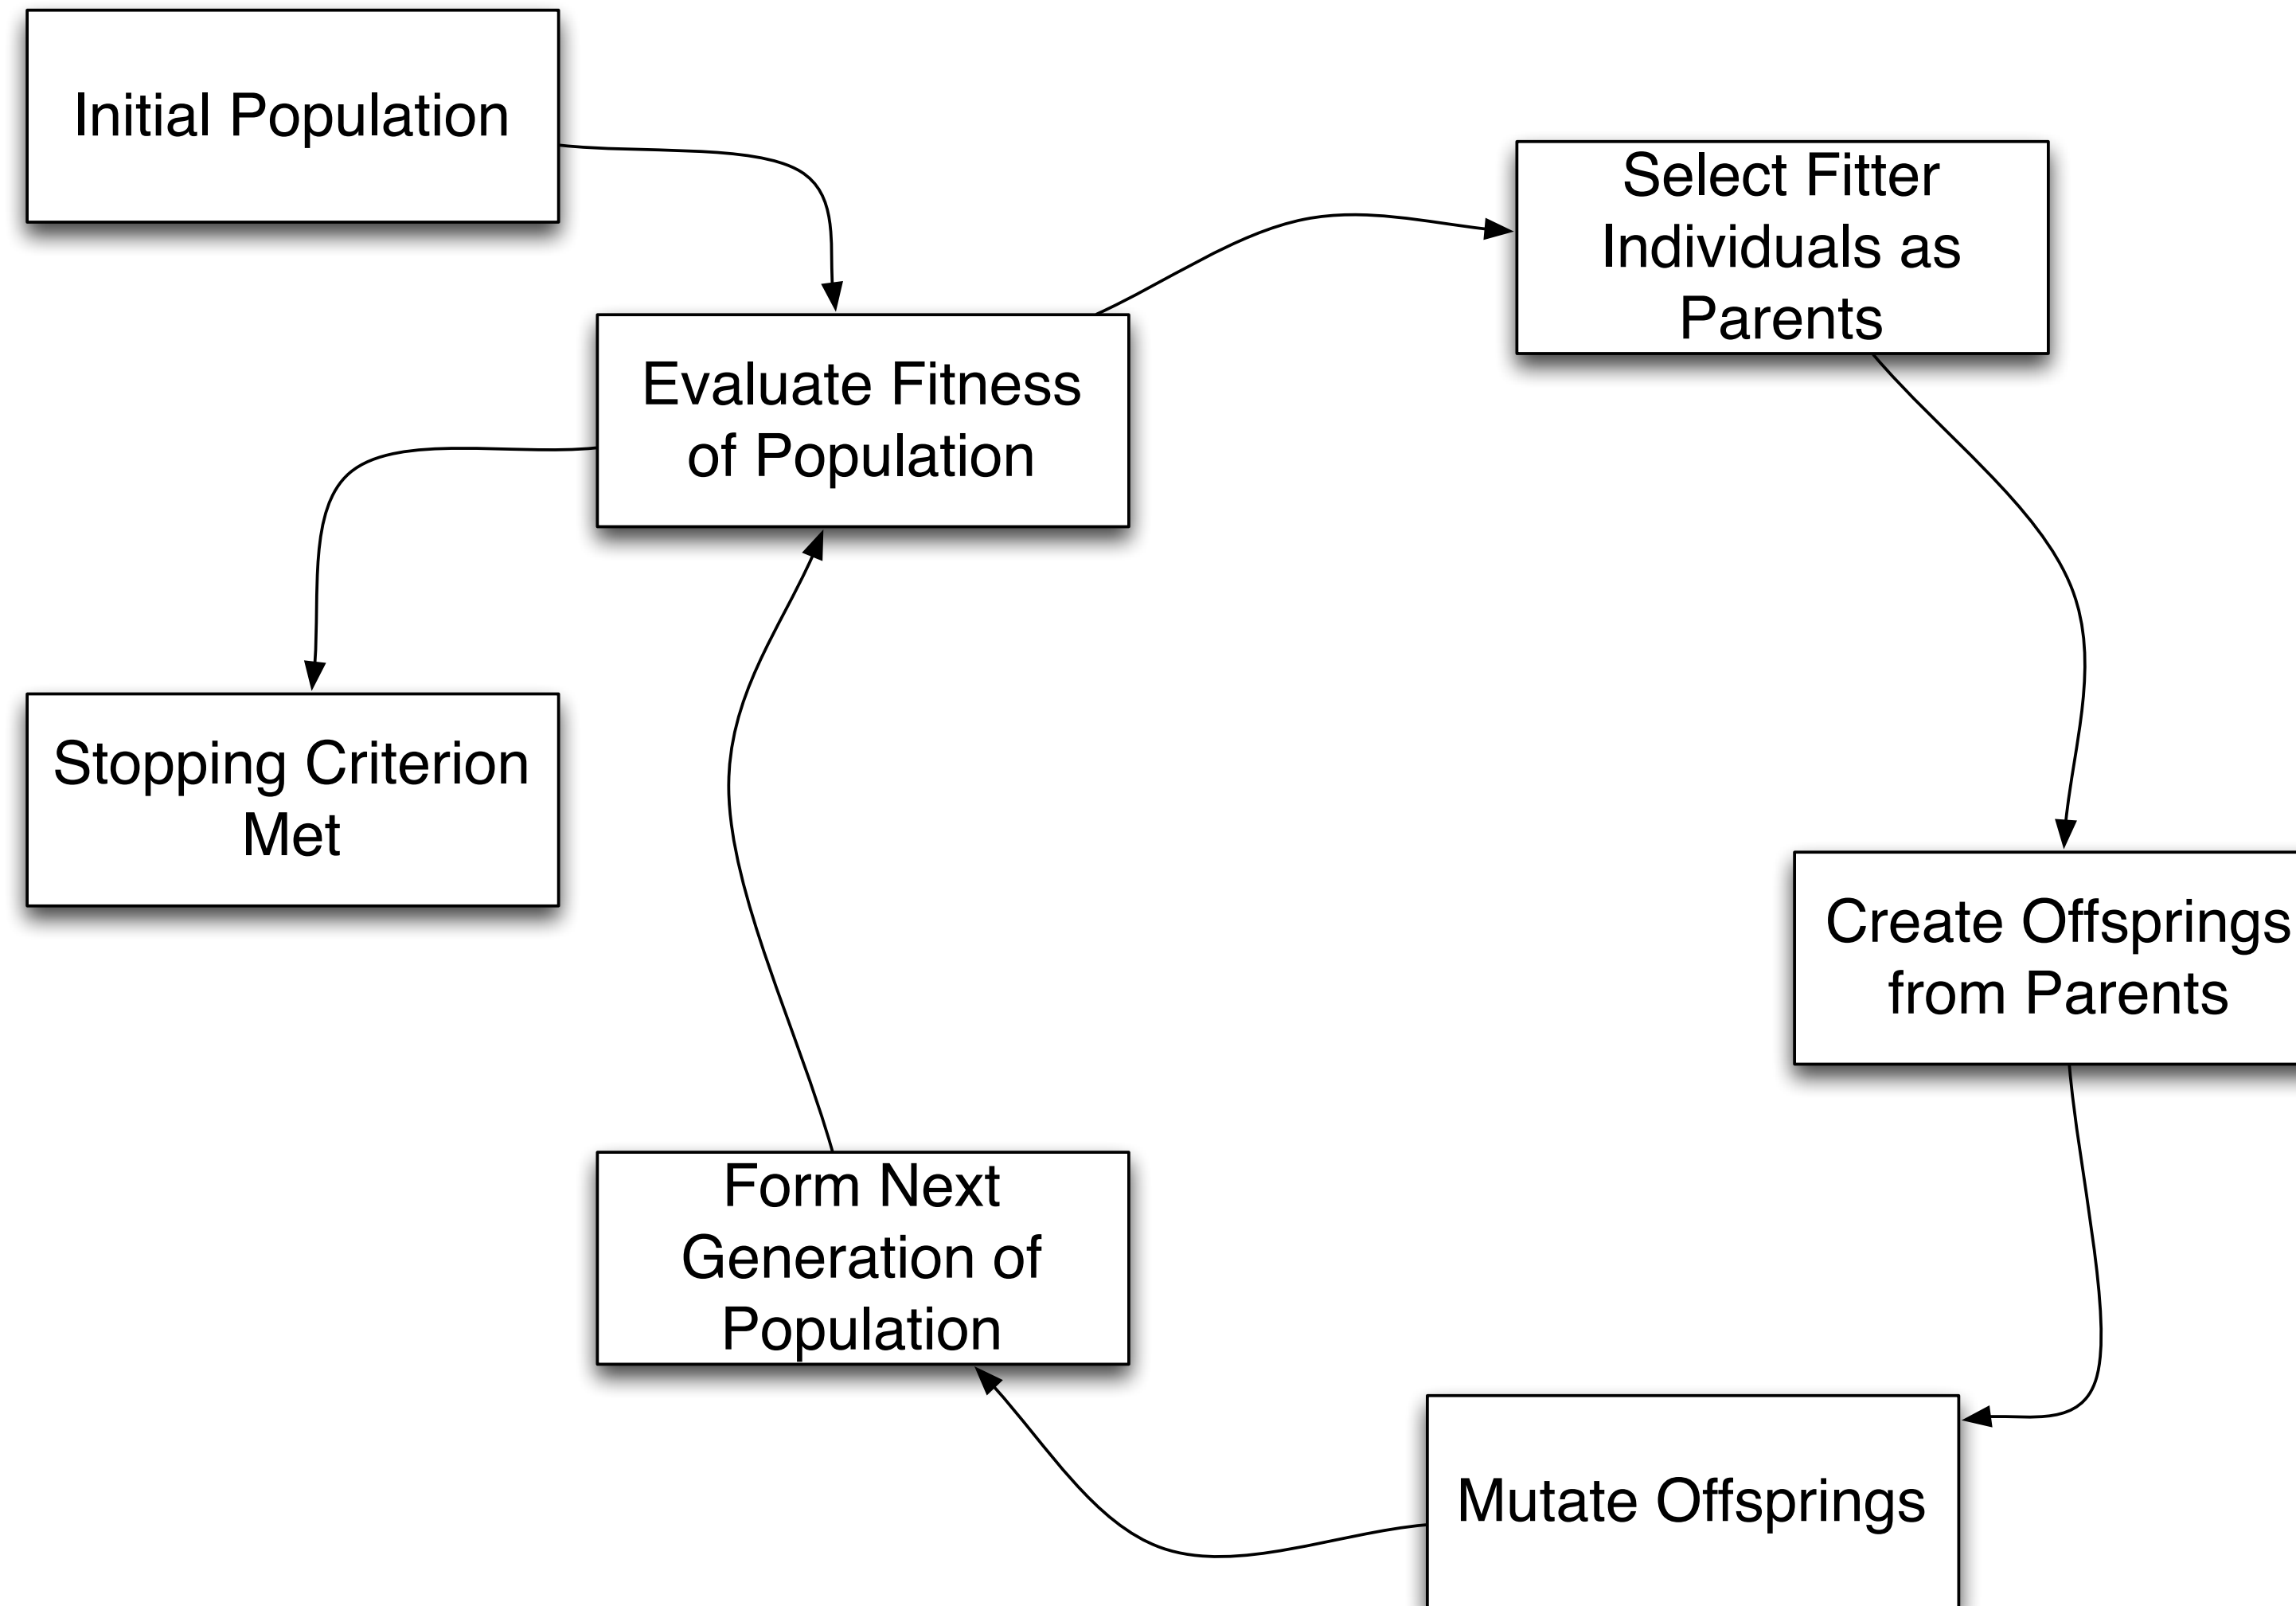 Initial Population
Select Fitter
Individuals as
Parents
Evaluate Fitness
of Population
Stopping Criterion
Met
Create Offsprings
from Parents
Form Next
Generation of
Population
Mutate Offsprings